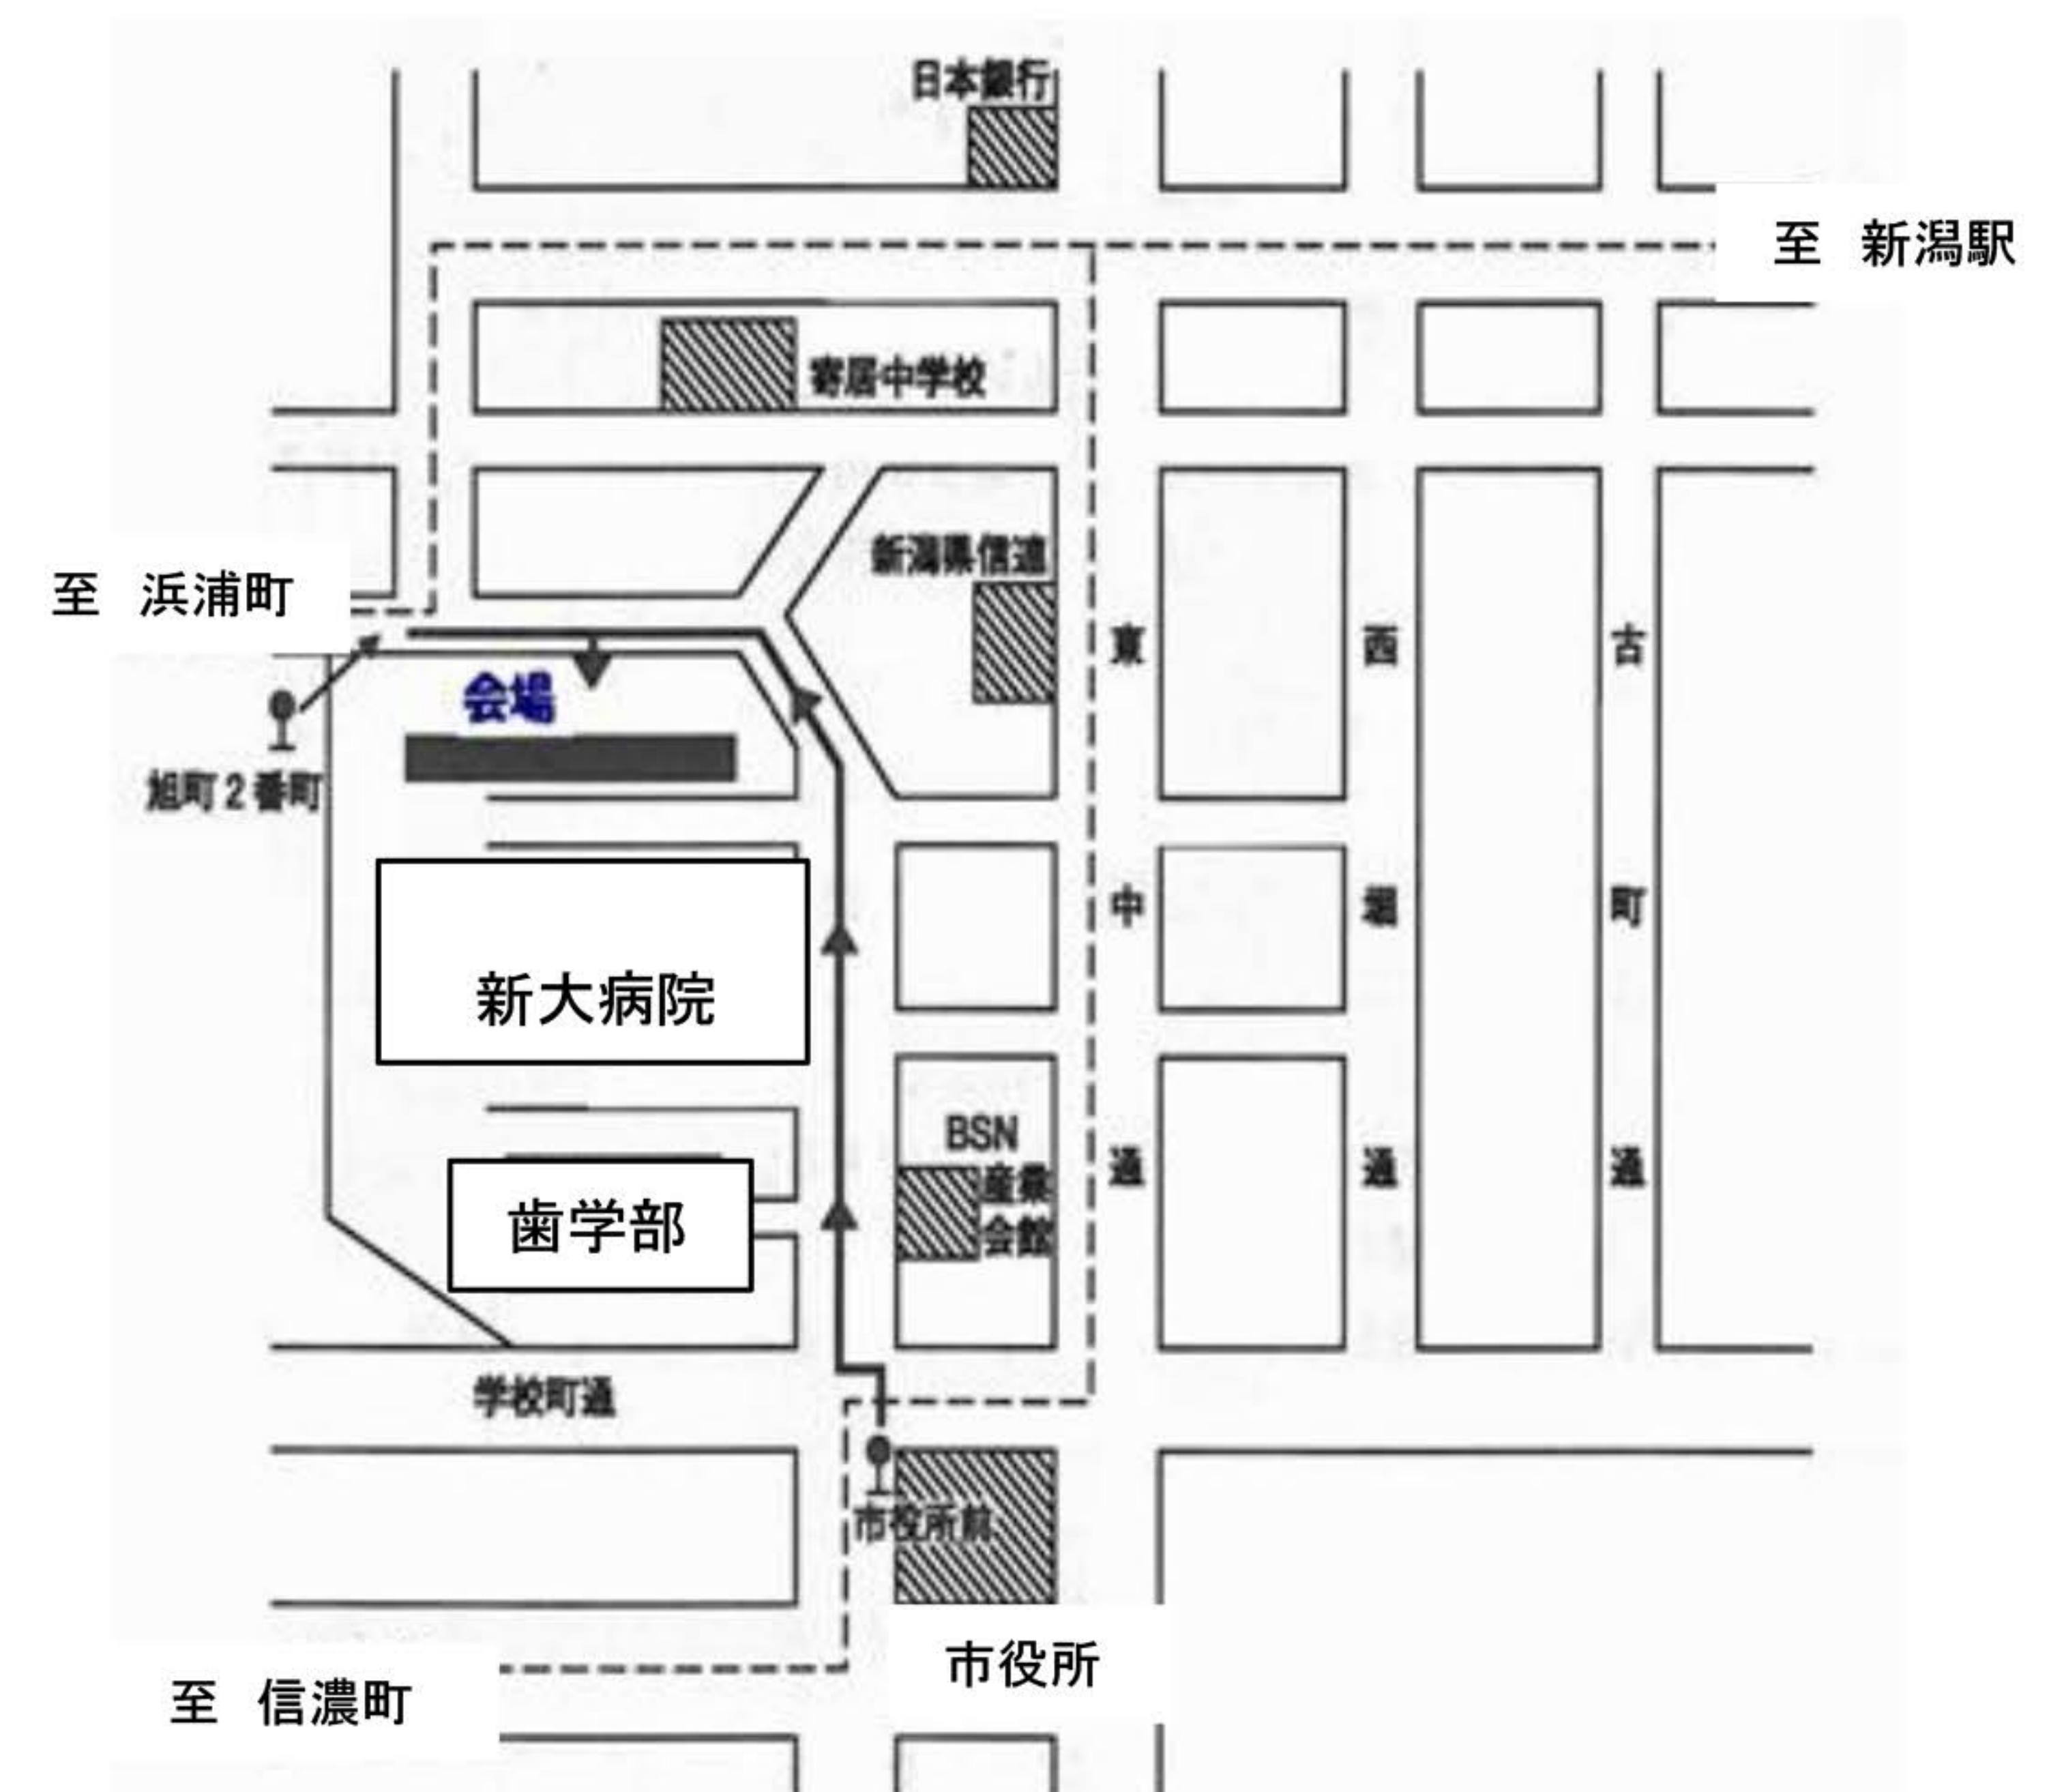 日本銀行
至　新潟駅
寄居中学校
新潟県信連
至　浜浦町
会場
旭町２番町
東中通
西堀通
古町通
新大病院
BSN
産業
会館
歯学部
学校町通
市役所前
市役所
至　信濃町